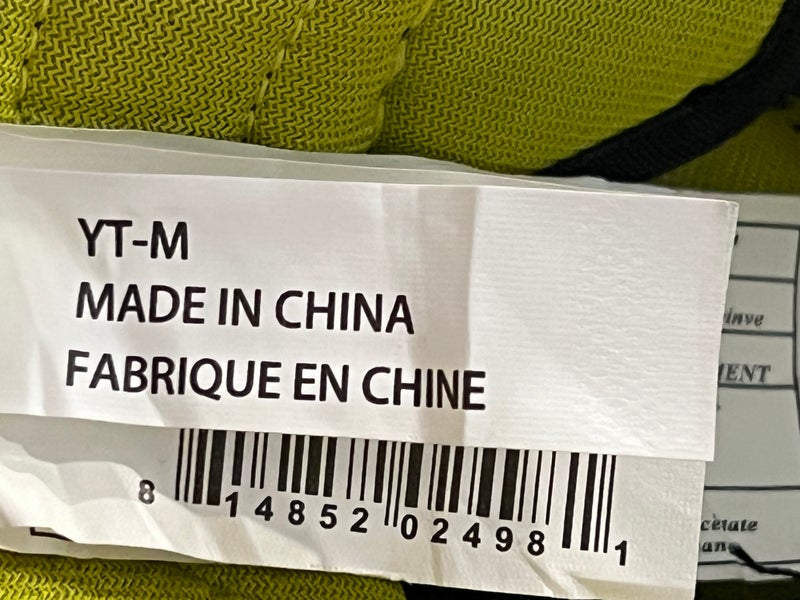 YT-M
MADE IN CHINA
FABRIQUE EN CHINE
8 14852 02498 1